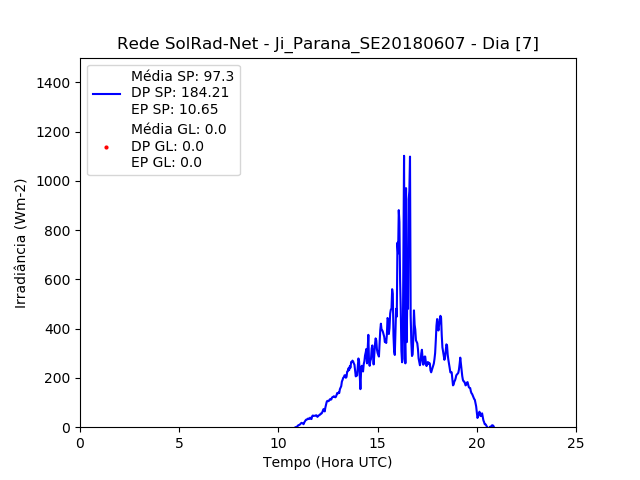 Rede SolRad-Net - Ji_Parana_SE20180607 - Dia [7]
Média SP: 97.3
DP SP: 184.21
EP SP: 10.65
Média GL: 0.0
DP GL: 0.0
EP GL: 0.0
Irradiância (Wm-2)
1400
1200
1000
800
600
400
200
0
0 5 10 15 20 25
Tempo (Hora UTC)